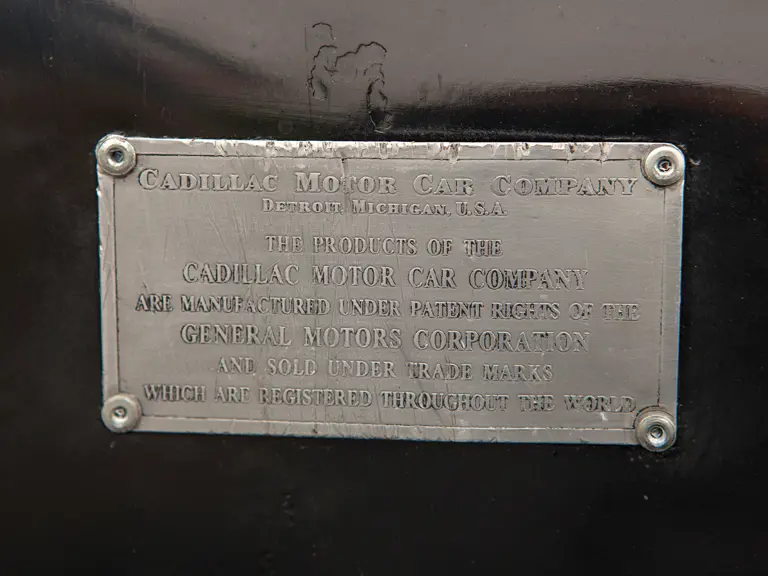 CADILLAC MOTOR CAR COMPANY
DETROIT, MICHIGAN, U.S.A.
THE PRODUCTS OF THE
CADILLAC MOTOR CAR COMPANY
ARE MANUFACTURED UNDER PATENT RIGHTS OF THE
GENERAL MOTORS CORPORATION
AND SOLD UNDER TRADE MARKS
WHICH ARE REGISTERED THROUGHOUT THE WORLD